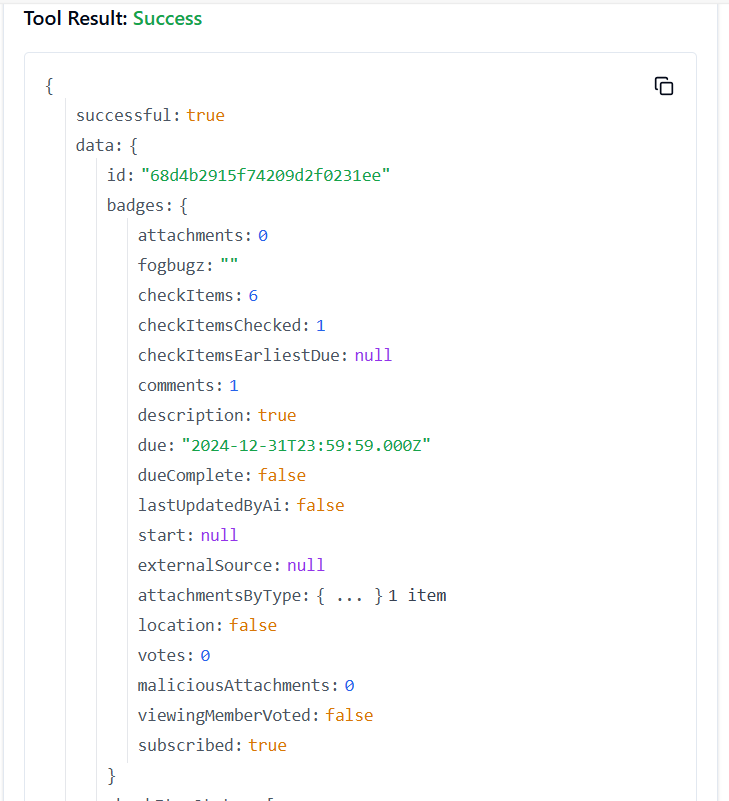 Tool Result: Success
{
successful: true
data: {
id: "68d4b2915f74209d2f0231ee"
badges: {
attachments: 0
fogbugz: ""
checkItems: 6
checkItemsChecked: 1
checkItemsEarliestDue: null
comments: 1
description: true
due: "2024-12-31T23:59:59.000Z"
dueComplete: false
lastUpdatedByAi: false
start: null
externalSource: null
attachmentsByType: { ... } 1 item
location: false
votes: 0
maliciousAttachments: 0
viewingMemberVoted: false
subscribed: true
}